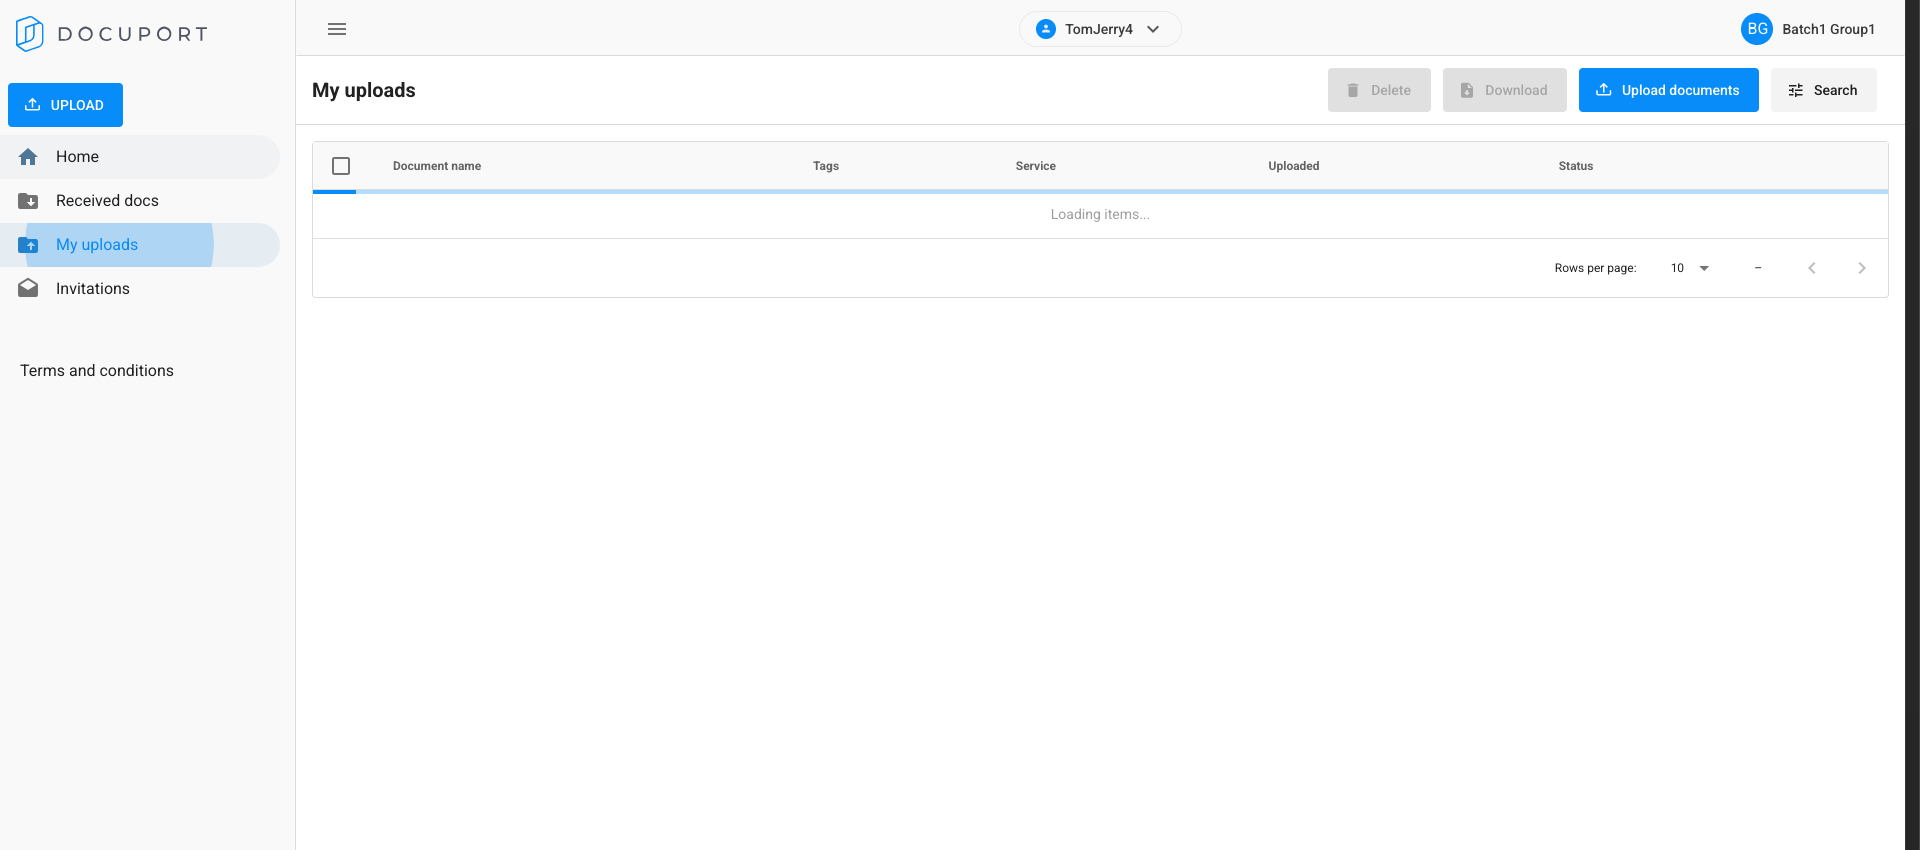 DOCUPORT
UPLOAD
Home
Received docs
My uploads
Invitations
Terms and conditions
TomJerry4
BG Batch1 Group1
My uploads
Delete
Download
Upload documents
Search
Document name Tags Service Uploaded Status
Loading items...
Rows per page: 10 –